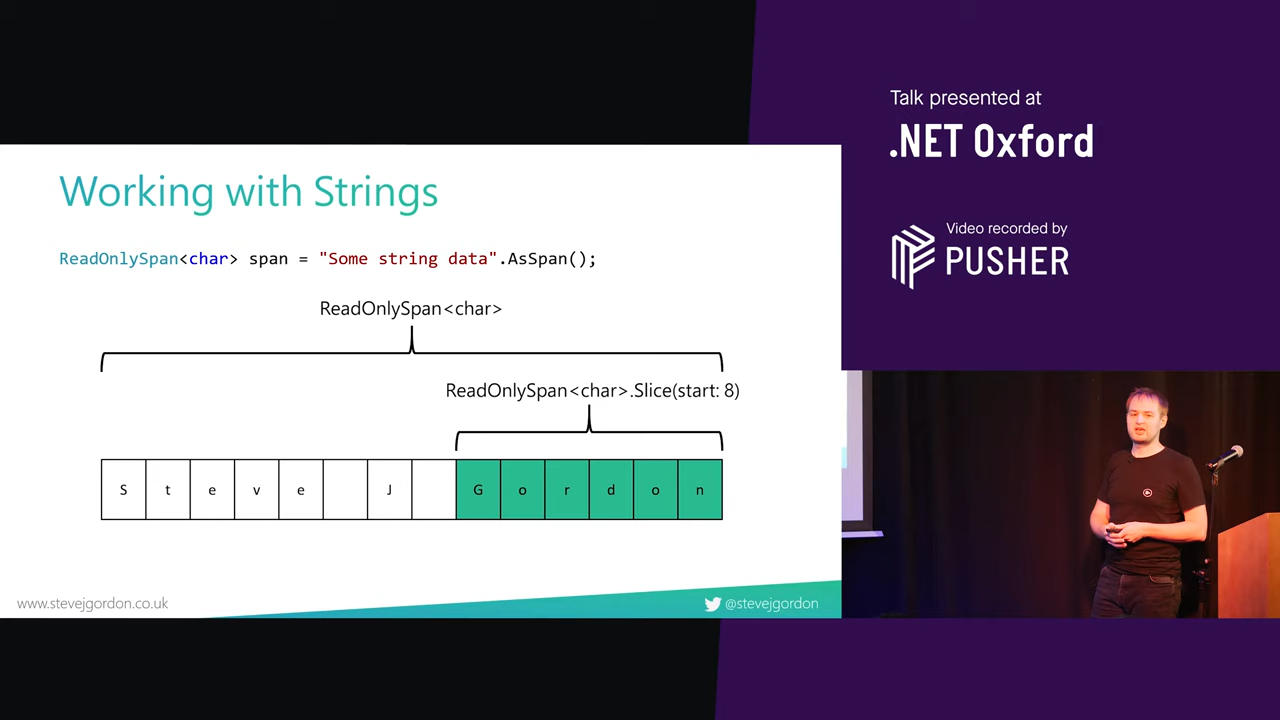 Talk presented at
.NET Oxford
Video recorded by
PUSHER
Working with Strings
ReadOnlySpan<char> span = "Some string data".AsSpan();
ReadOnlySpan<char>
ReadOnlySpan<char>.Slice(start: 8)
S t e v e J G o r d o n
www.stevejgordon.co.uk
@stevejgordon